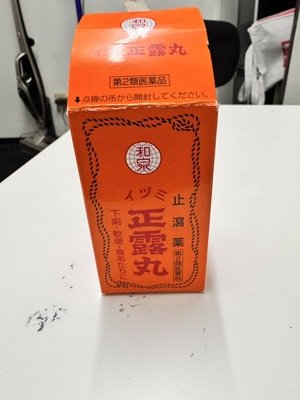 和泉
イヅミ正露丸
第2類医薬品
↓点線の所から開封してください。
和泉
イヅミ
止瀉薬
正露丸
第2類医薬品
下痢・軟便・食あたりに